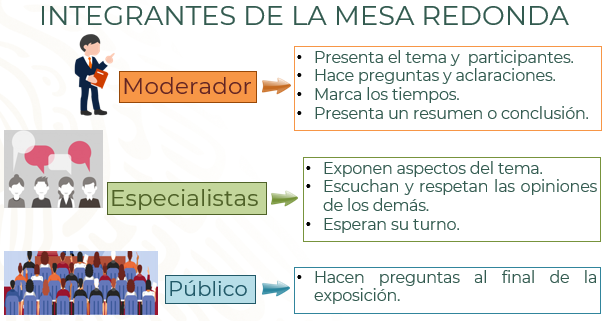 INTEGRANTES DE LA MESA REDONDA
Moderador
• Presenta el tema y participantes.
• Hace preguntas y aclaraciones.
• Marca los tiempos.
• Presenta un resumen o conclusión.
Especialistas
• Exponen aspectos del tema.
• Escuchan y respetan las opiniones
de los demás.
• Esperan su turno.
Público
• Hacen preguntas al final de la
exposición.